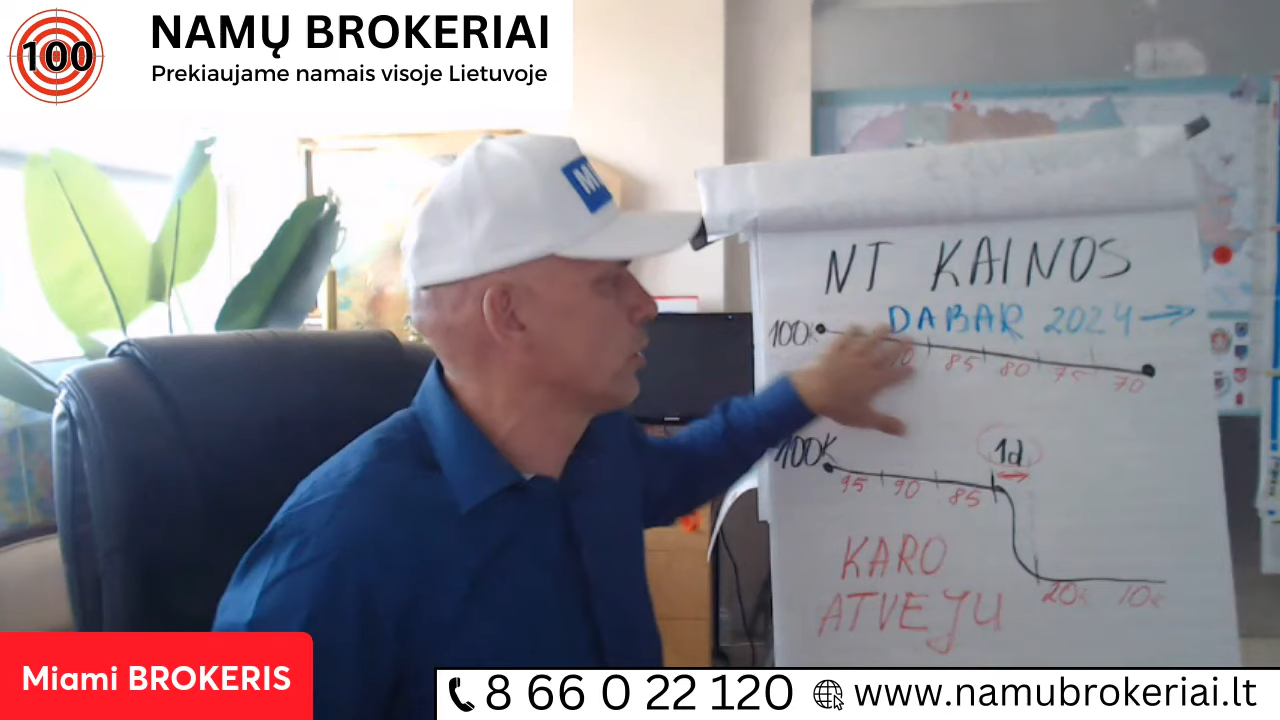 100
NAMŲ BROKERIAI
Prekiaujame namais visoje Lietuvoje
NT KAINOS
DABAR 2024 →
100K
85 80 75 70
100K
1d
95 90 85
20K 10K
KARO
ATVEJU
Miami BROKERIS
8 66 0 22 120
www.namubrokeriai.lt